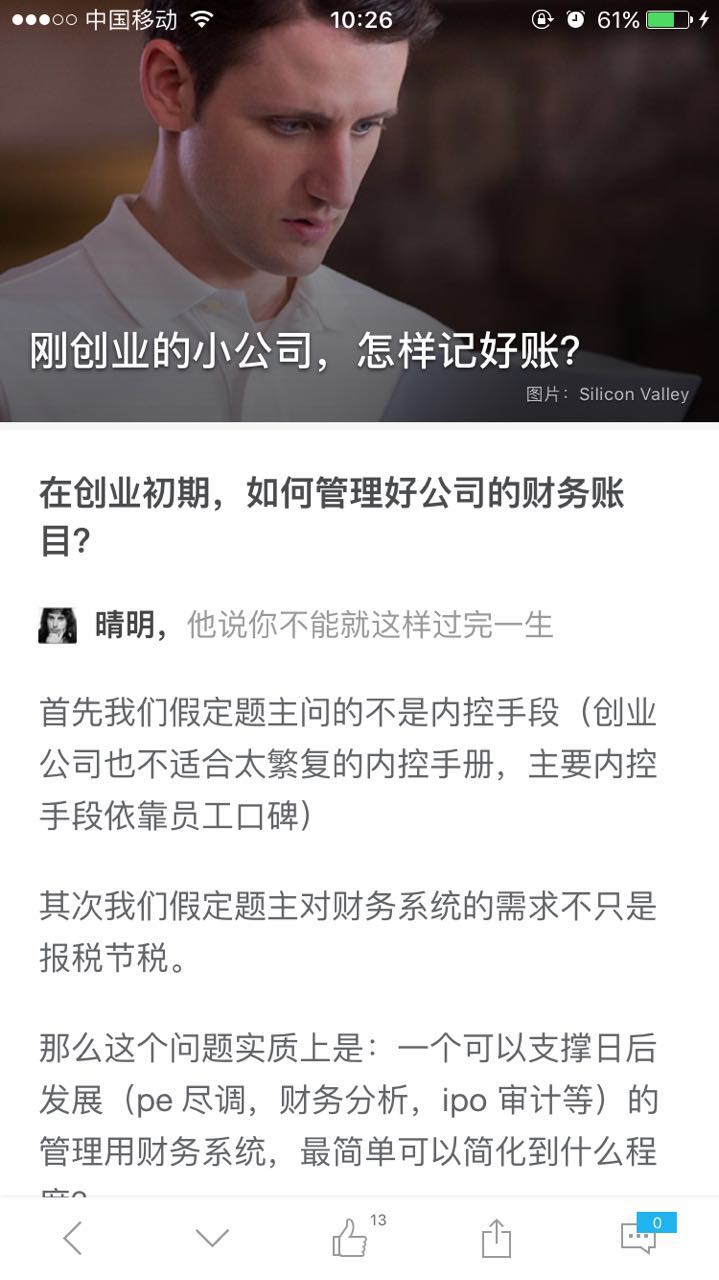 中国移动 10:26 61%
刚创业的小公司，怎样记好账？
图片：Silicon Valley
在创业初期，如何管理好公司的财务账
目？
晴明，他说你不能就这样过完一生
首先我们假定题主问的不是内控手段（创业
公司也不适合太繁复的内控手册，主要内控
手段依靠员工口碑）
其次我们假定题主对财务系统的需求不只是
报税节税。
那么这个问题实质上是：一个可以支撑日后
发展（pe 尽调，财务分析，ipo 审计等）的
管理用财务系统，最简单可以简化到什么程
13
0